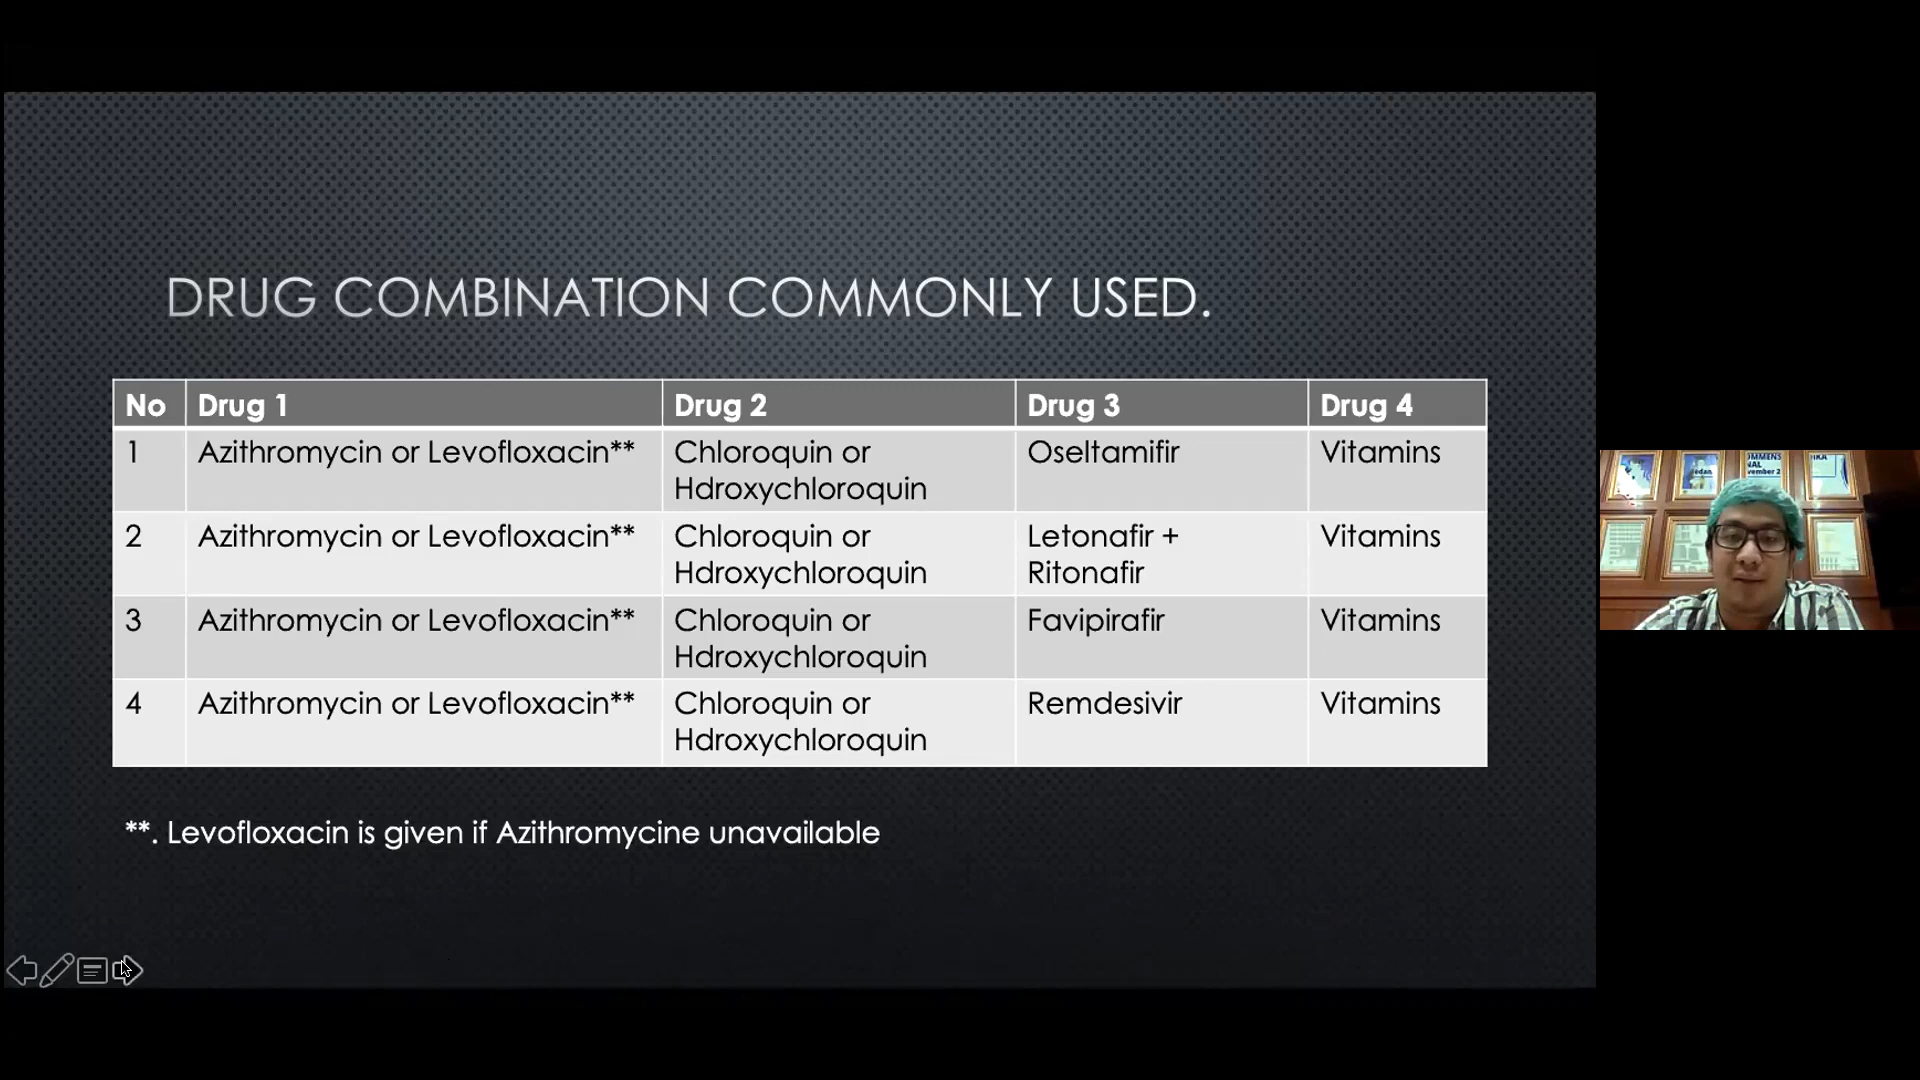 DRUG COMBINATION COMMONLY USED.
No Drug 1 Drug 2 Drug 3 Drug 4
1 Azithromycin or Levofloxacin** Chloroquin or Hdroxychloroquin Oseltamifir Vitamins
2 Azithromycin or Levofloxacin** Chloroquin or Hdroxychloroquin Letonafir + Ritonafir Vitamins
3 Azithromycin or Levofloxacin** Chloroquin or Hdroxychloroquin Favipirafir Vitamins
4 Azithromycin or Levofloxacin** Chloroquin or Hdroxychloroquin Remdesivir Vitamins
**. Levofloxacin is given if Azithromycine unavailable